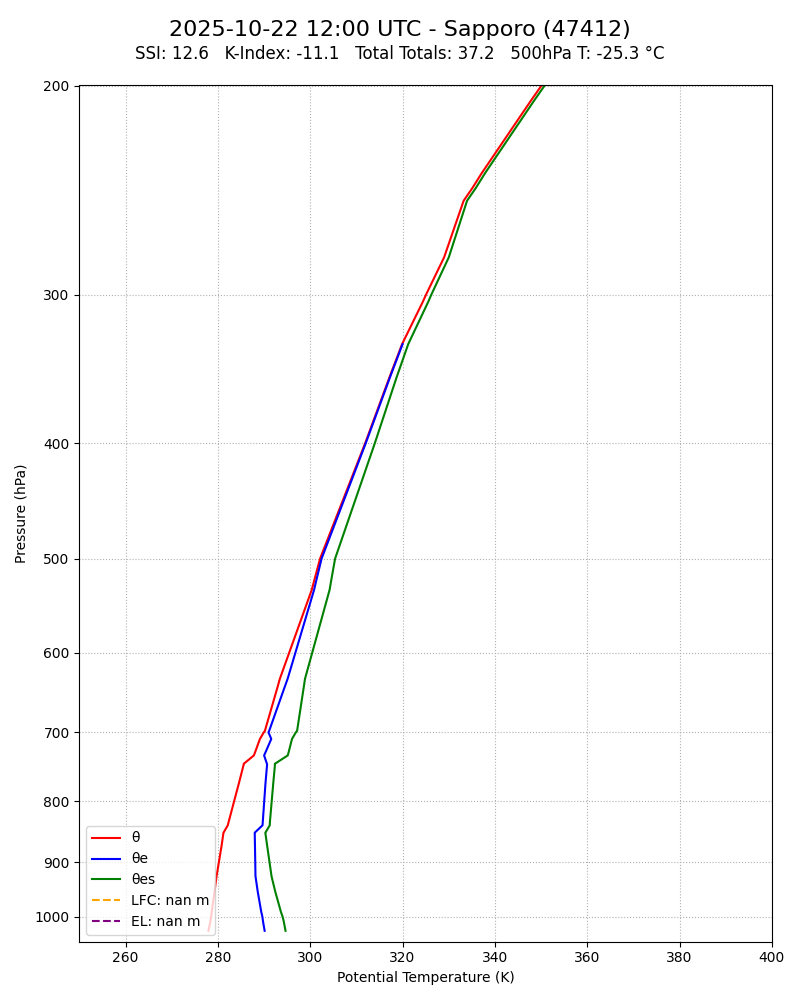 2025-10-22 12:00 UTC - Sapporo (47412)
SSI: 12.6   K-Index: -11.1   Total Totals: 37.2   500hPa T: -25.3 °C
200
300
400
500
600
700
800
900
1000
Pressure (hPa)
θ
θe
θes
LFC: nan m
EL: nan m
260
280
300
320
340
360
380
400
Potential Temperature (K)